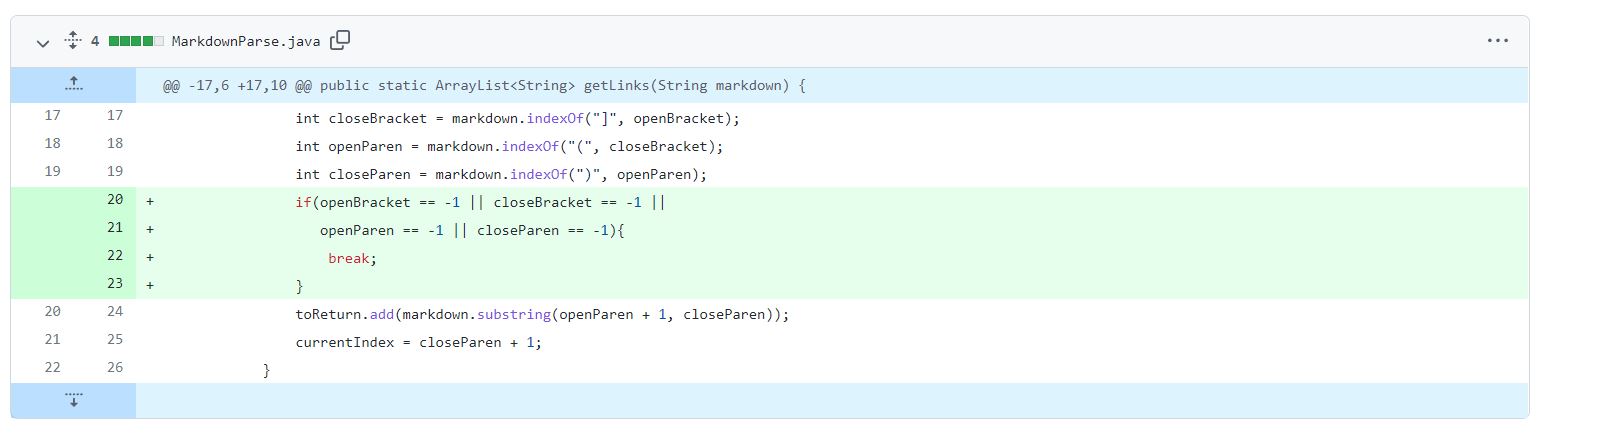 4 MarkdownParse.java
@@ -17,6 +17,10 @@ public static ArrayList<String> getLinks(String markdown) {
17 17 int closeBracket = markdown.indexOf("]", openBracket);
18 18 int openParen = markdown.indexOf("(", closeBracket);
19 19 int closeParen = markdown.indexOf(")", openParen);
20 + if(openBracket == -1 || closeBracket == -1 ||
21 + openParen == -1 || closeParen == -1){
22 + break;
23 + }
20 24 toReturn.add(markdown.substring(openParen + 1, closeParen));
21 25 currentIndex = closeParen + 1;
22 26 }